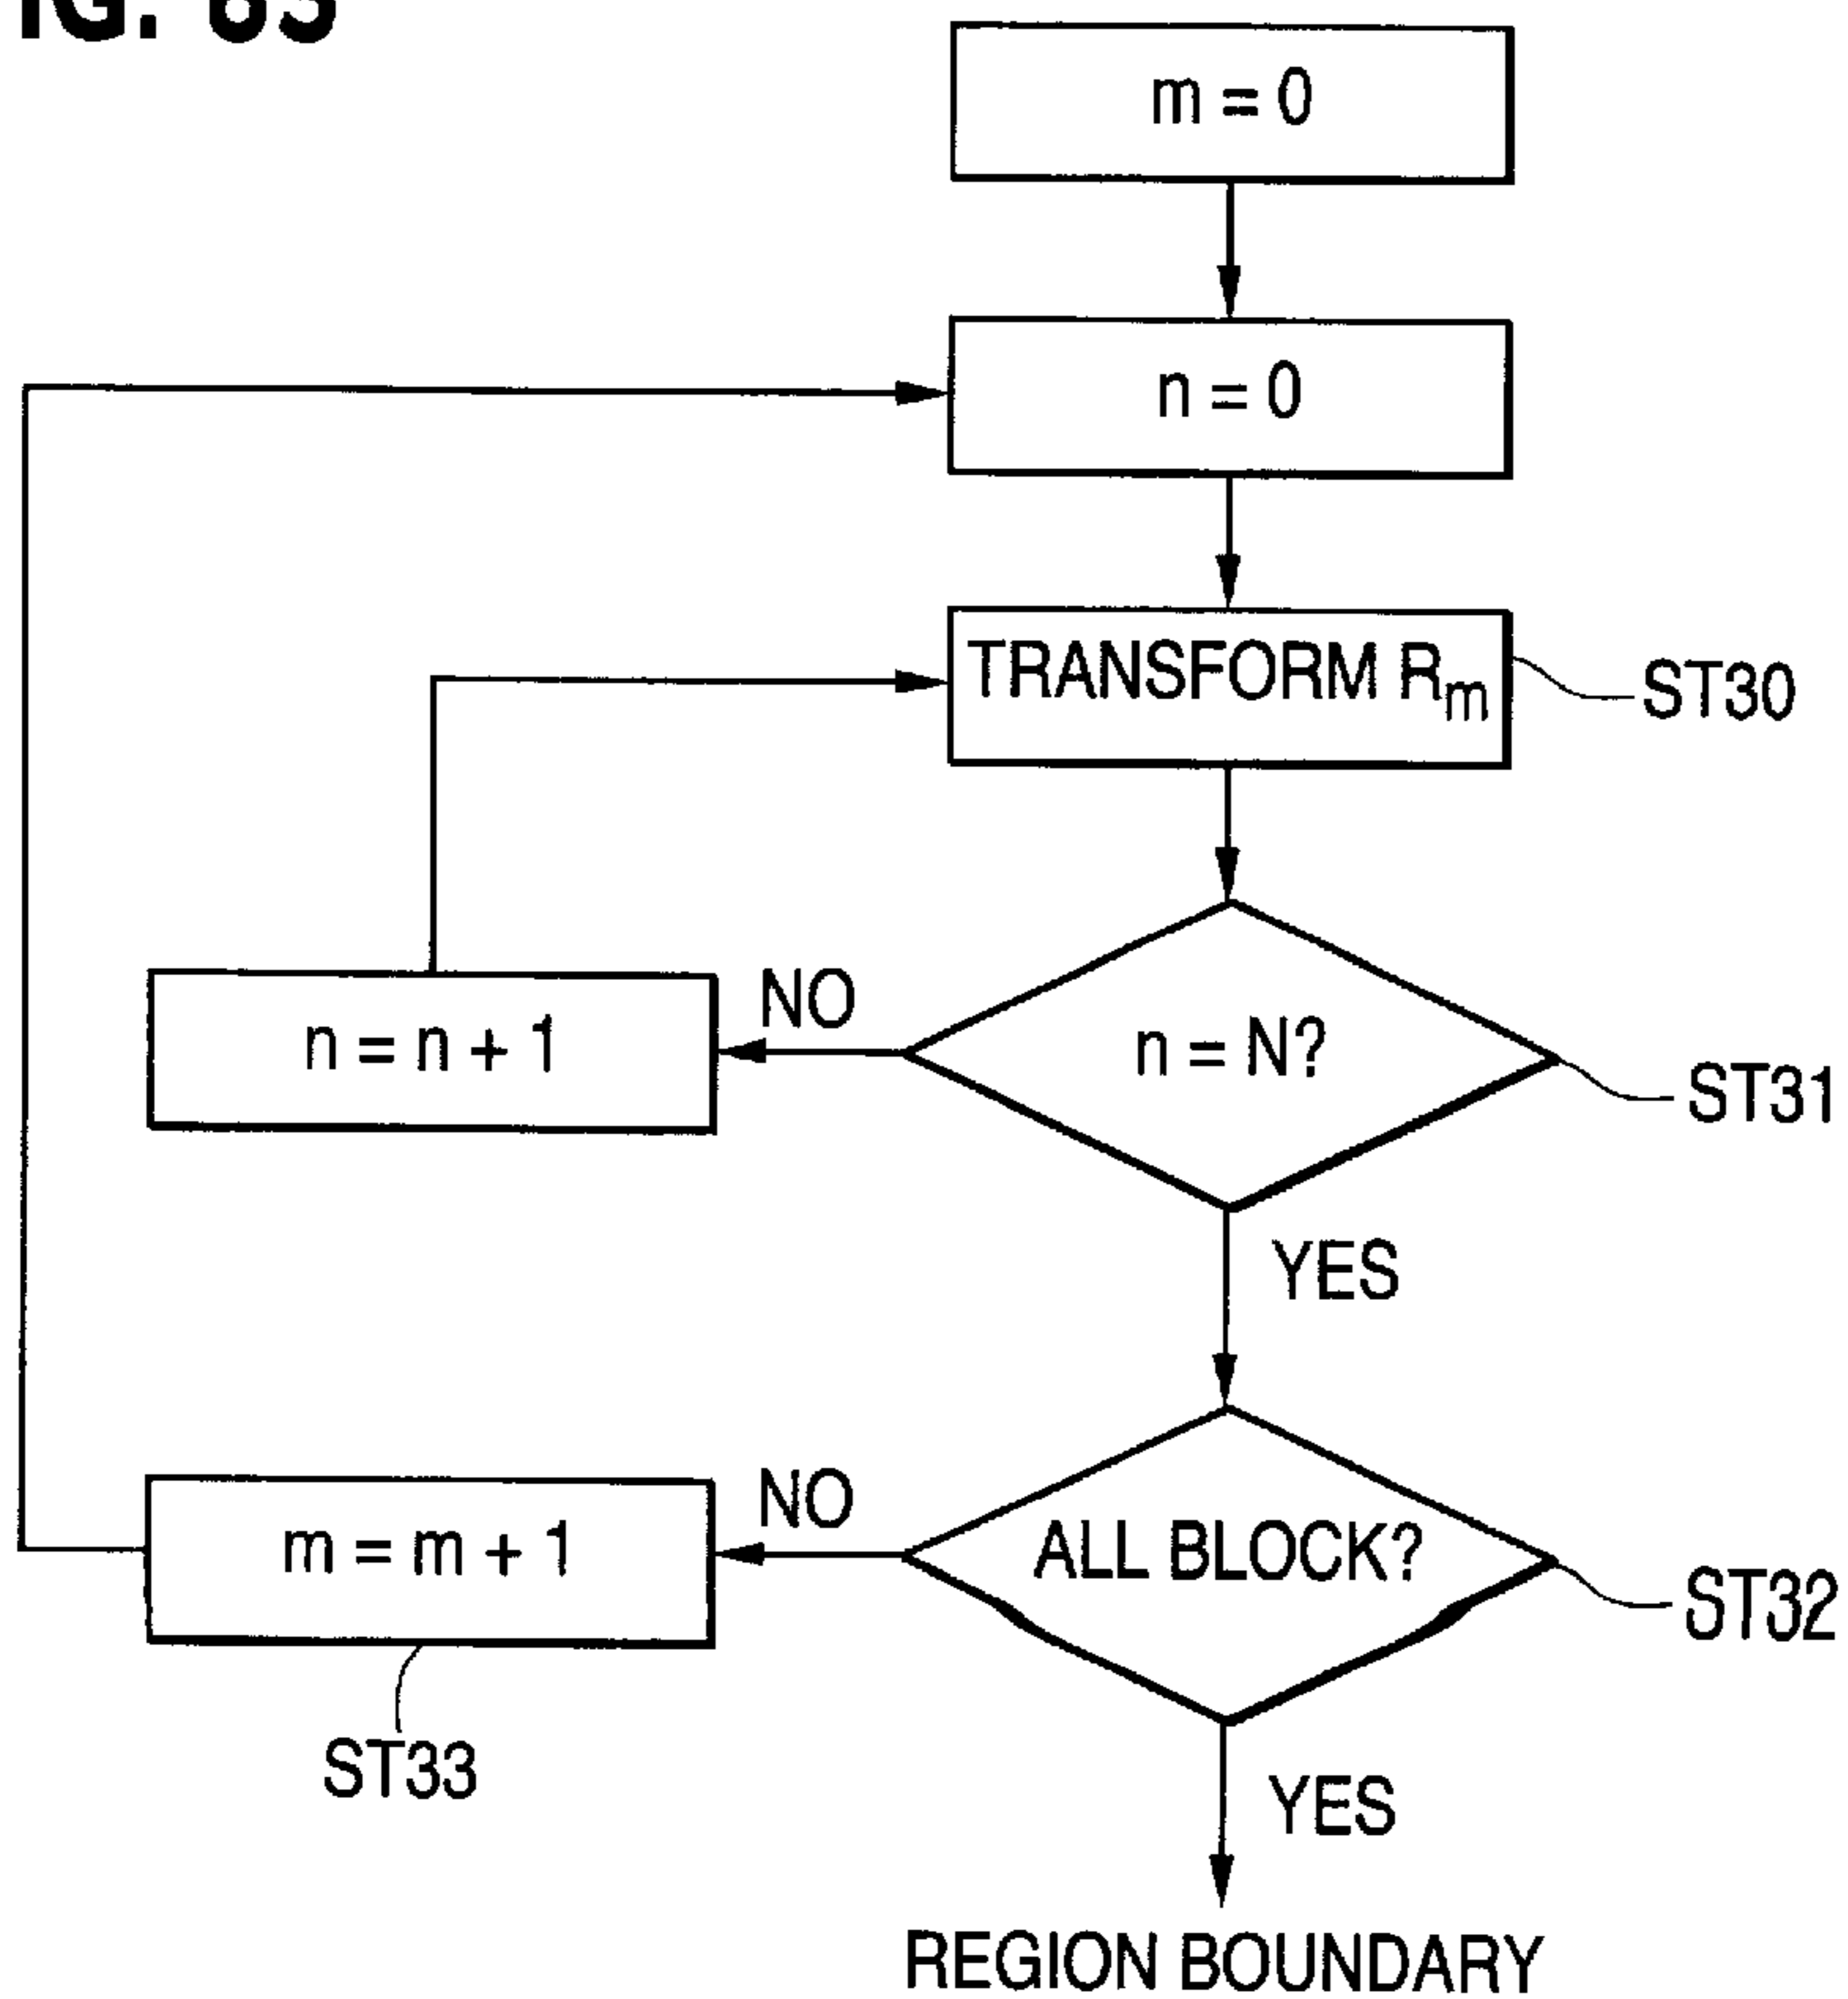 m = 0
n = 0
TRANSFORM Rm
ST30
NO
n = n + 1
n = N?
ST31
YES
NO
m = m + 1
ALL BLOCK?
ST32
ST33
YES
REGION BOUNDARY